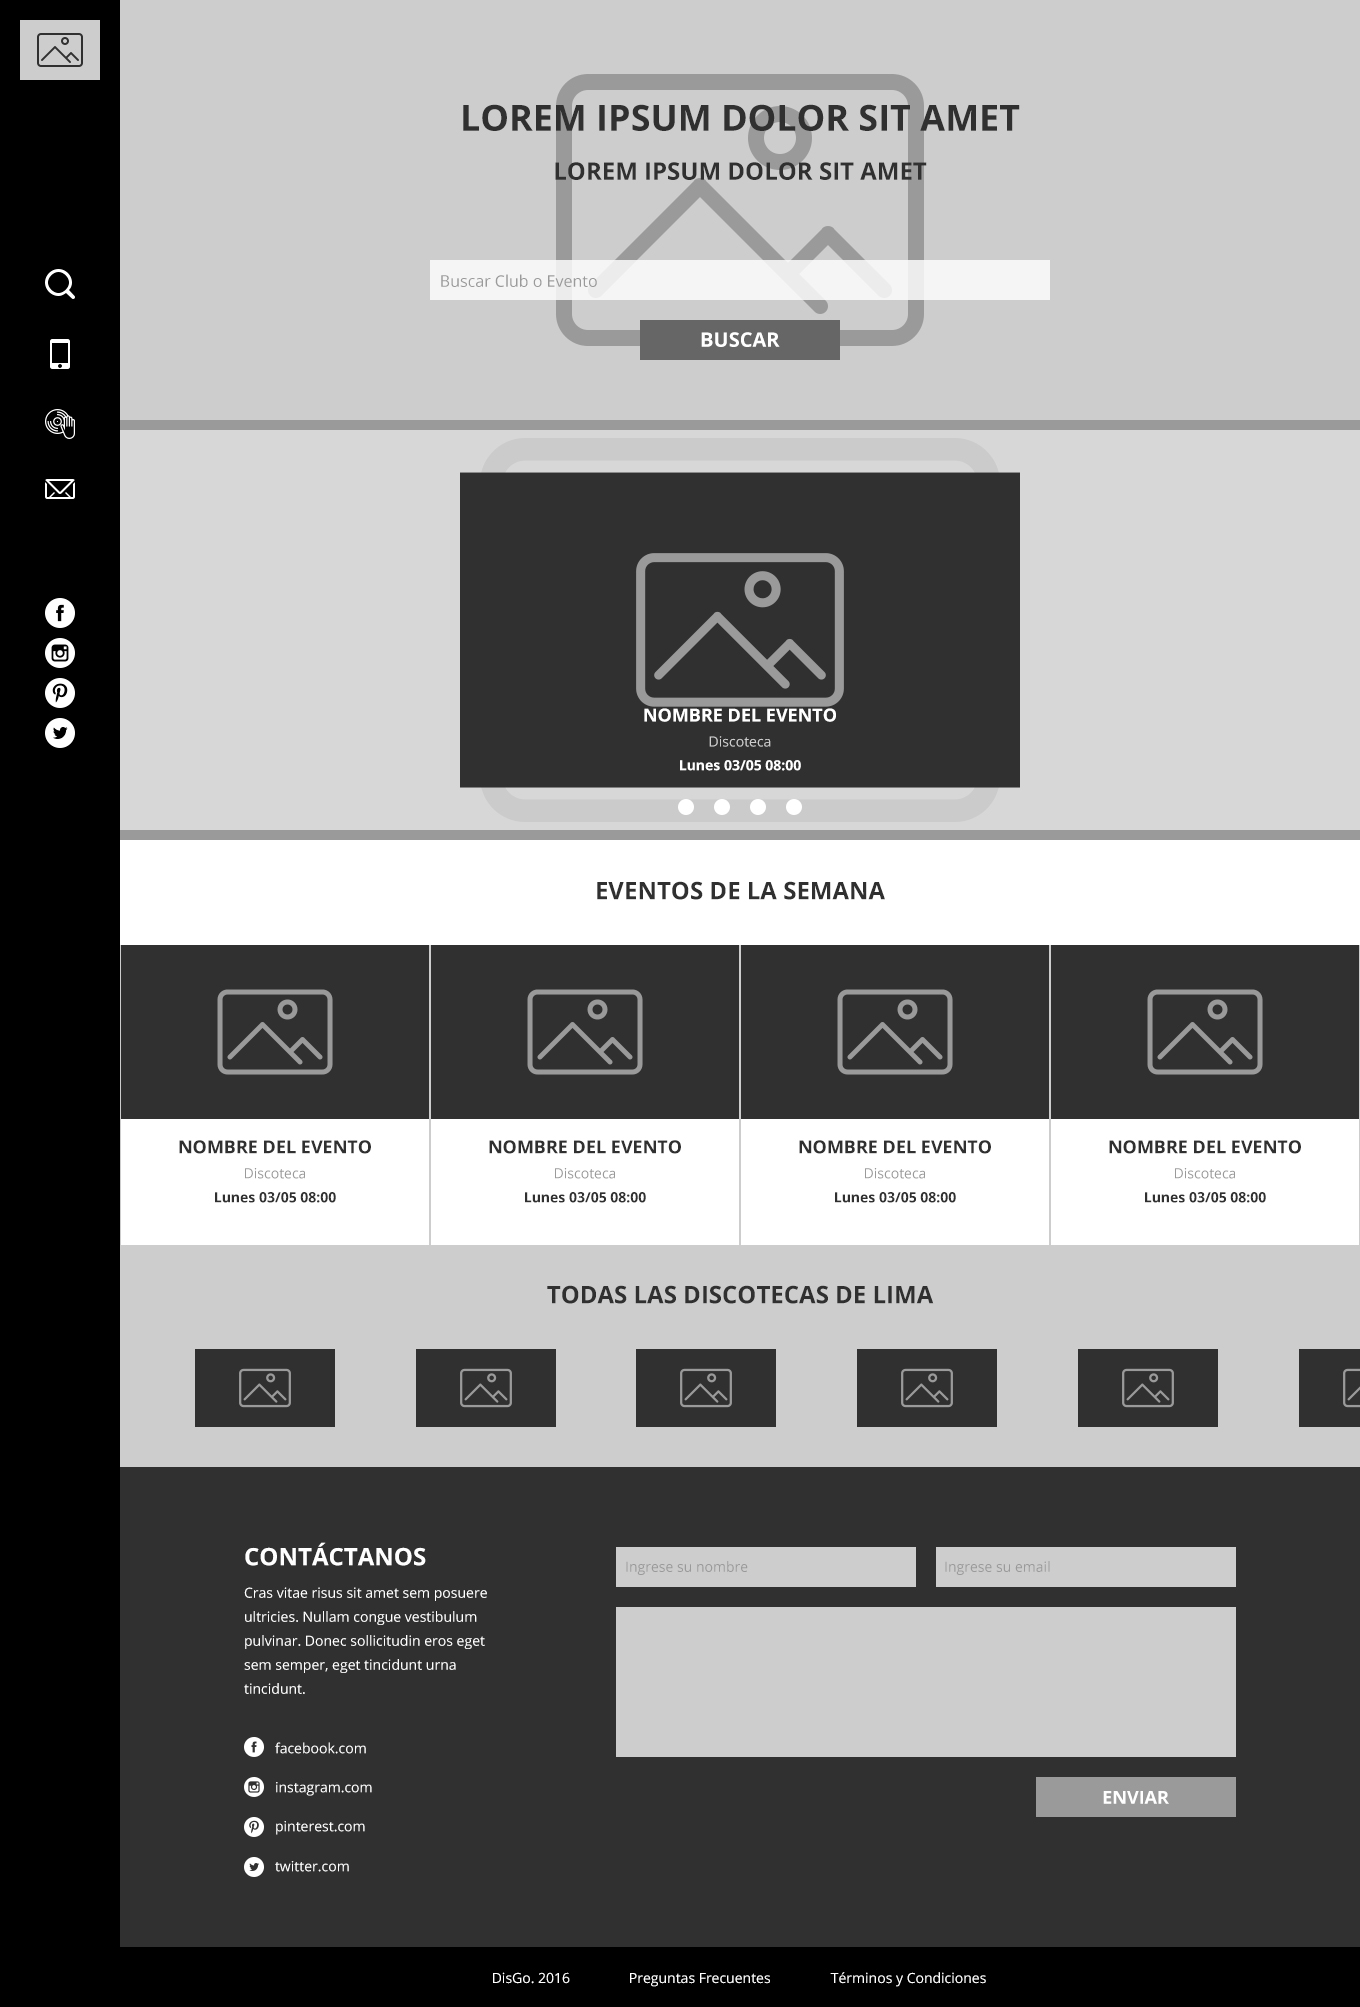 LOREM IPSUM DOLOR SIT AMET
LOREM IPSUM DOLOR SIT AMET
Buscar Club o Evento
BUSCAR
NOMBRE DEL EVENTO
Discoteca
Lunes 03/05 08:00
EVENTOS DE LA SEMANA
NOMBRE DEL EVENTO
Discoteca
Lunes 03/05 08:00
NOMBRE DEL EVENTO
Discoteca
Lunes 03/05 08:00
NOMBRE DEL EVENTO
Discoteca
Lunes 03/05 08:00
NOMBRE DEL EVENTO
Discoteca
Lunes 03/05 08:00
TODAS LAS DISCOTECAS DE LIMA
CONTÁCTANOS
Cras vitae risus sit amet sem posuere
ultricies. Nullam congue vestibulum
pulvinar. Donec sollicitudin eros eget
sem semper, eget tincidunt urna
tincidunt.
facebook.com
instagram.com
pinterest.com
twitter.com
Ingrese su nombre
Ingrese su email
ENVIAR
DisGo. 2016
Preguntas Frecuentes
Términos y Condiciones